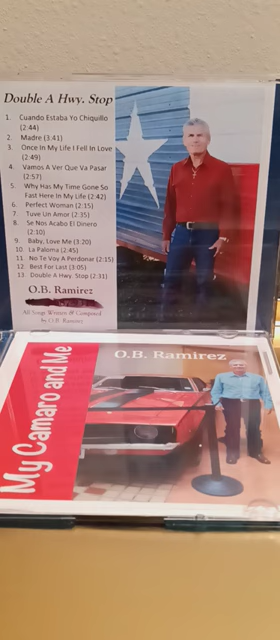 Double A Hwy. Stop
1. Cuando Estaba Yo Chiquillo
(2:44)
2. Madre (3:41)
3. Once In My Life I Fell In Love
(2:49)
4. Vamos A Ver Que Va Pasar
(2:57)
5. Why Has My Time Gone So
Fast Here In My Life (2:42)
6. Perfect Woman (2:15)
7. Tuve Un Amor (2:35)
8. Se Nos Acabo El Dinero
(2:10)
9. Baby, Love Me (3:20)
10. La Paloma (2:45)
11. No Te Voy A Perdonar (2:15)
12. Best For Last (3:05)
13 - Double A Hwy. Stop (2:31)
O.B. Ramirez
All Songs Written & Composed
by O.B. Ramirez
O.B. Ramirez
My Camaro and Me